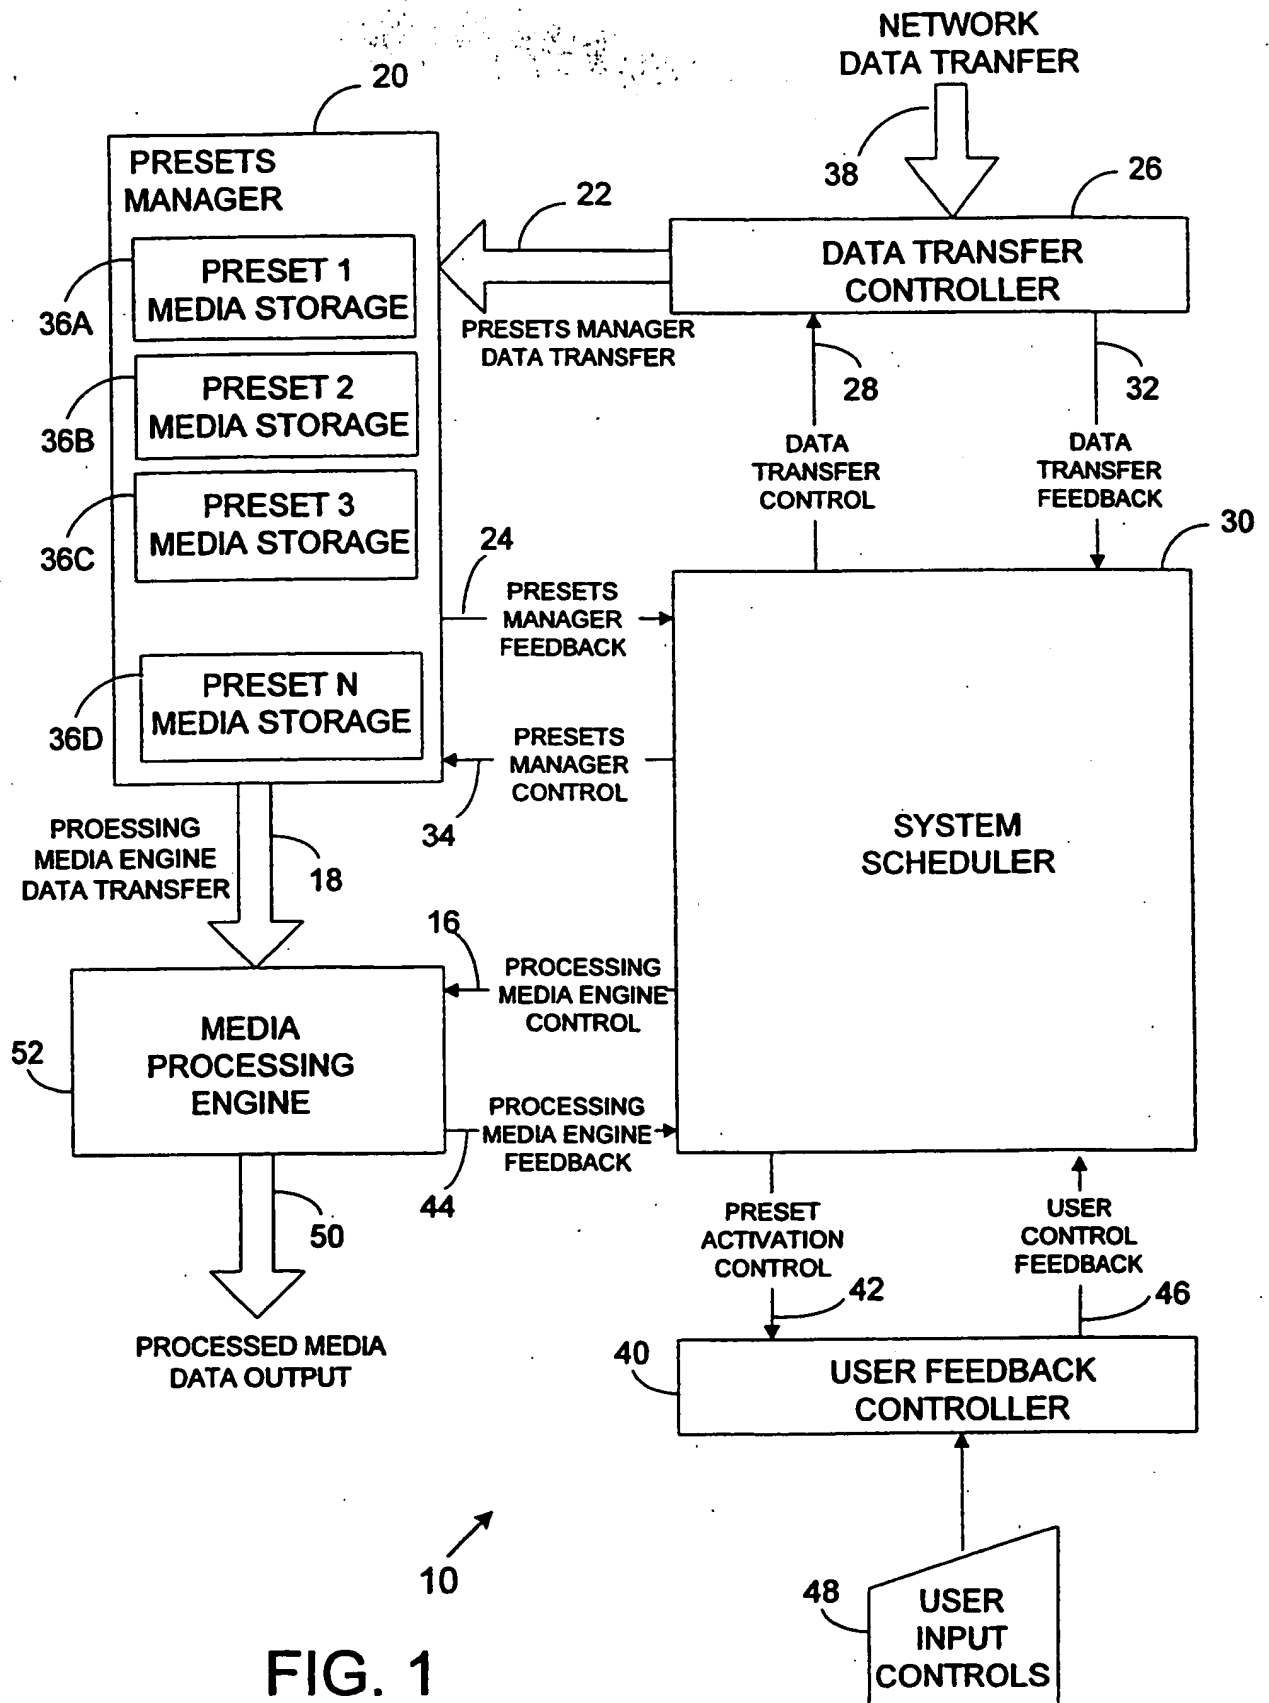 NETWORK
DATA TRANFER
38
20
PRESETS
MANAGER
PRESET 1
MEDIA STORAGE
36A
PRESET 2
MEDIA STORAGE
36B
PRESET 3
MEDIA STORAGE
36C
PRESET N
MEDIA STORAGE
36D
22
PRESETS MANAGER
DATA TRANSFER
26
DATA TRANSFER
CONTROLLER
28
DATA
TRANSFER
CONTROL
32
DATA
TRANSFER
FEEDBACK
24
PRESETS
MANAGER
FEEDBACK
30
SYSTEM
SCHEDULER
PRESETS
MANAGER
CONTROL
34
PROESSING
MEDIA ENGINE
DATA TRANSFER
18
16
PROCESSING
MEDIA ENGINE
CONTROL
52
MEDIA
PROCESSING
ENGINE
PROCESSING
MEDIA ENGINE
FEEDBACK
44
50
PROCESSED MEDIA
DATA OUTPUT
PRESET
ACTIVATION
CONTROL
42
USER
CONTROL
FEEDBACK
46
40
USER FEEDBACK
CONTROLLER
10
48
USER
INPUT
CONTROLS
FIG. 1